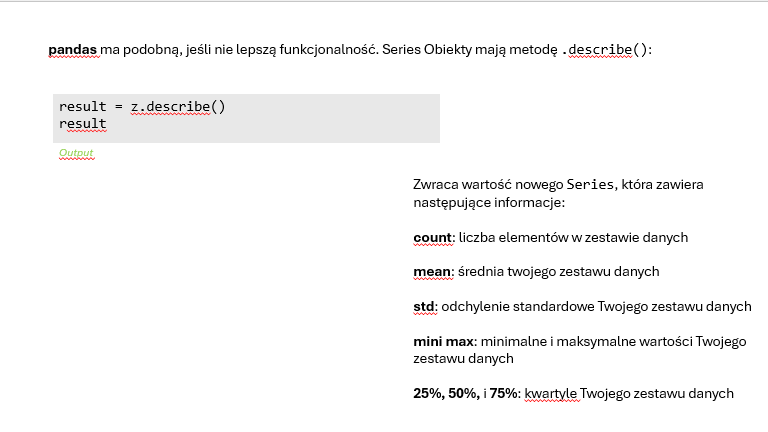 pandas ma podobną, jeśli nie lepszą funkcjonalność. Series Obiekty mają metodę .describe():
result = z.describe()
result
Output
Zwraca wartość nowego Series, która zawiera
następujące informacje:
count: liczba elementów w zestawie danych
mean: średnia twojego zestawu danych
std: odchylenie standardowe Twojego zestawu danych
mini max: minimalne i maksymalne wartości Twojego
zestawu danych
25%, 50%, i 75%: kwartyle Twojego zestawu danych